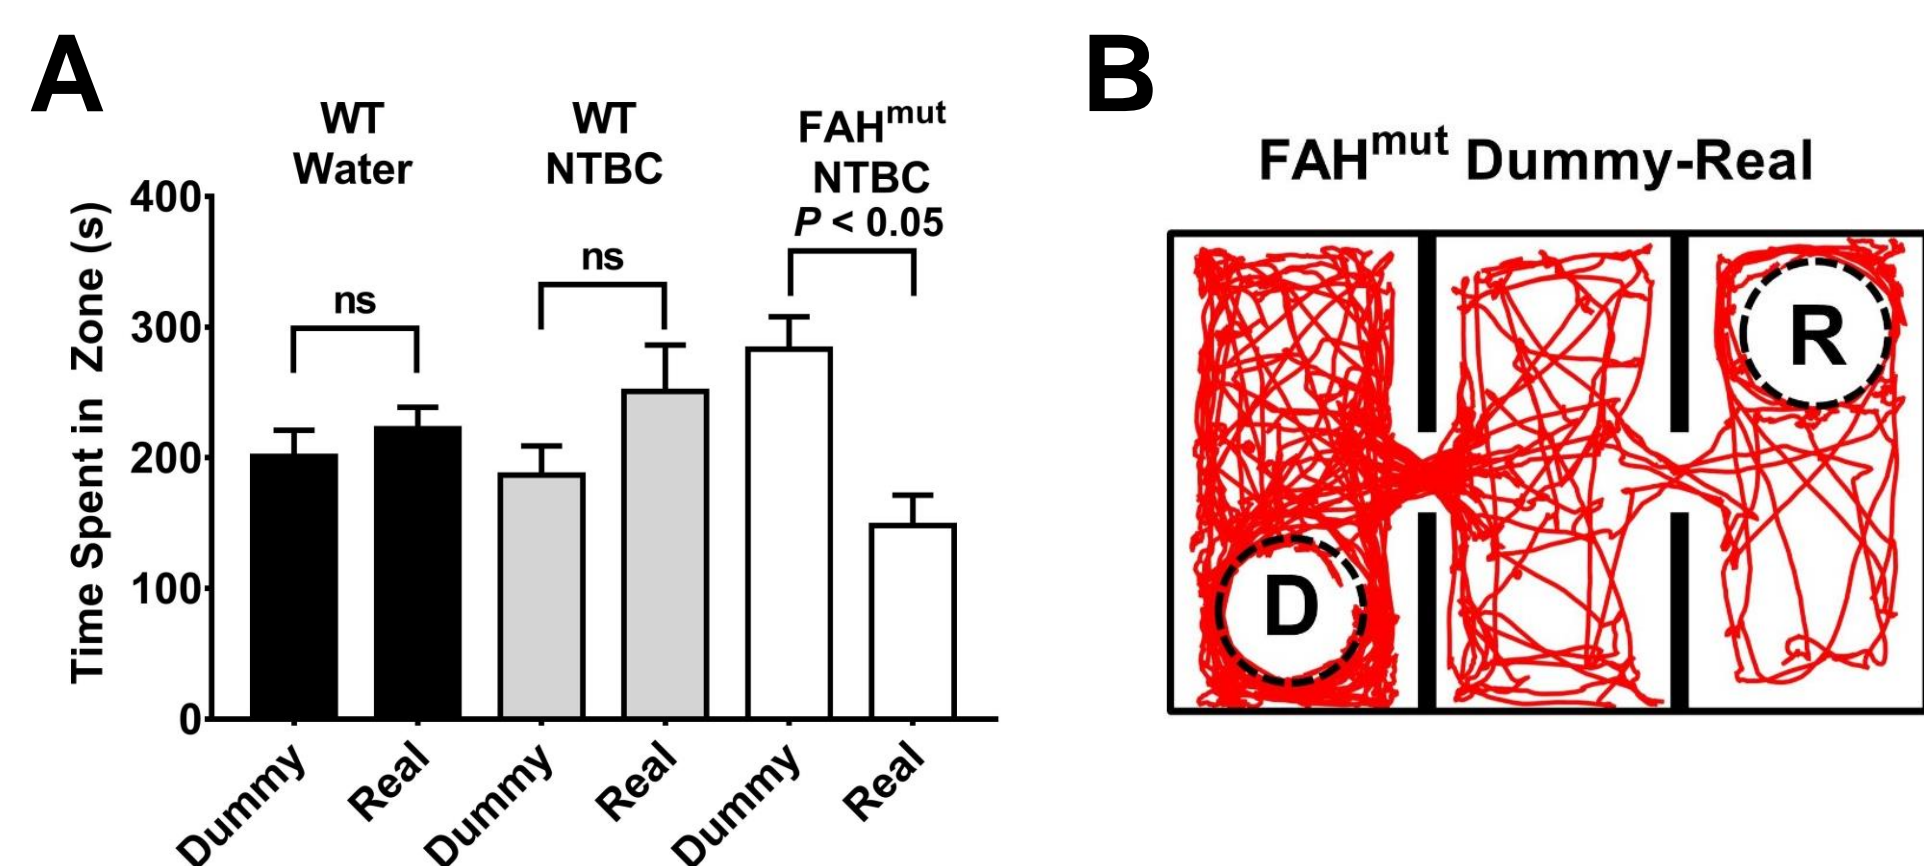 A
WT
Water
WT
NTBC
FAHmut
NTBC
P < 0.05
ns
ns
Time Spent in Zone (s)
400
300
200
100
0
Dummy
Real
Dummy
Real
Dummy
Real
B
FAHmut Dummy-Real
D
R